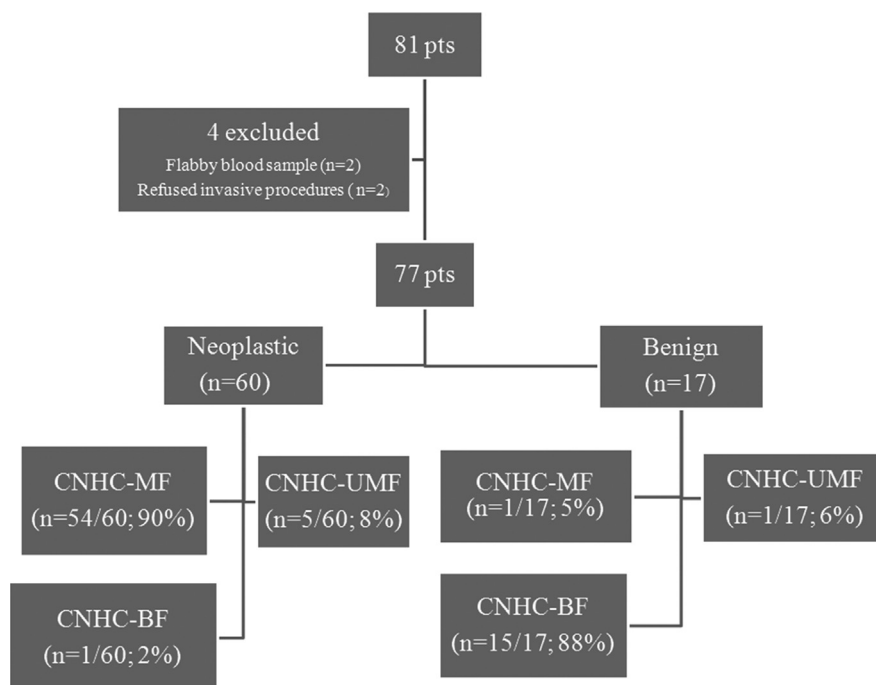 81 pts
4 excluded
Flabby blood sample (n=2)
Refused invasive procedures ( n=2)
77 pts
Neoplastic
(n=60)
Benign
(n=17)
CNHC-MF
(n=54/60; 90%)
CNHC-UMF
(n=5/60; 8%)
CNHC-MF
(n=1/17; 5%)
CNHC-UMF
(n=1/17; 6%)
CNHC-BF
(n=1/60; 2%)
CNHC-BF
(n=15/17; 88%)